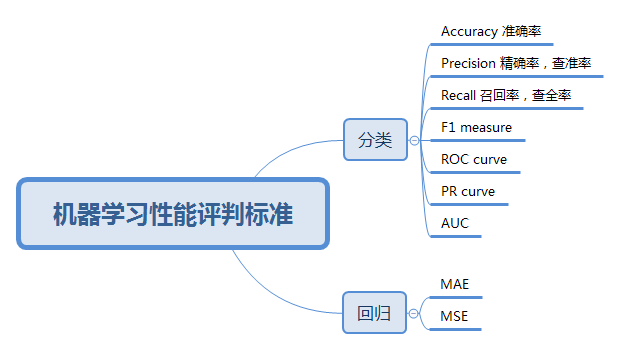 机器学习性能评判标准
分类
Accuracy 准确率
Precision 精确率，查准率
Recall 召回率，查全率
F1 measure
ROC curve
PR curve
AUC
回归
MAE
MSE